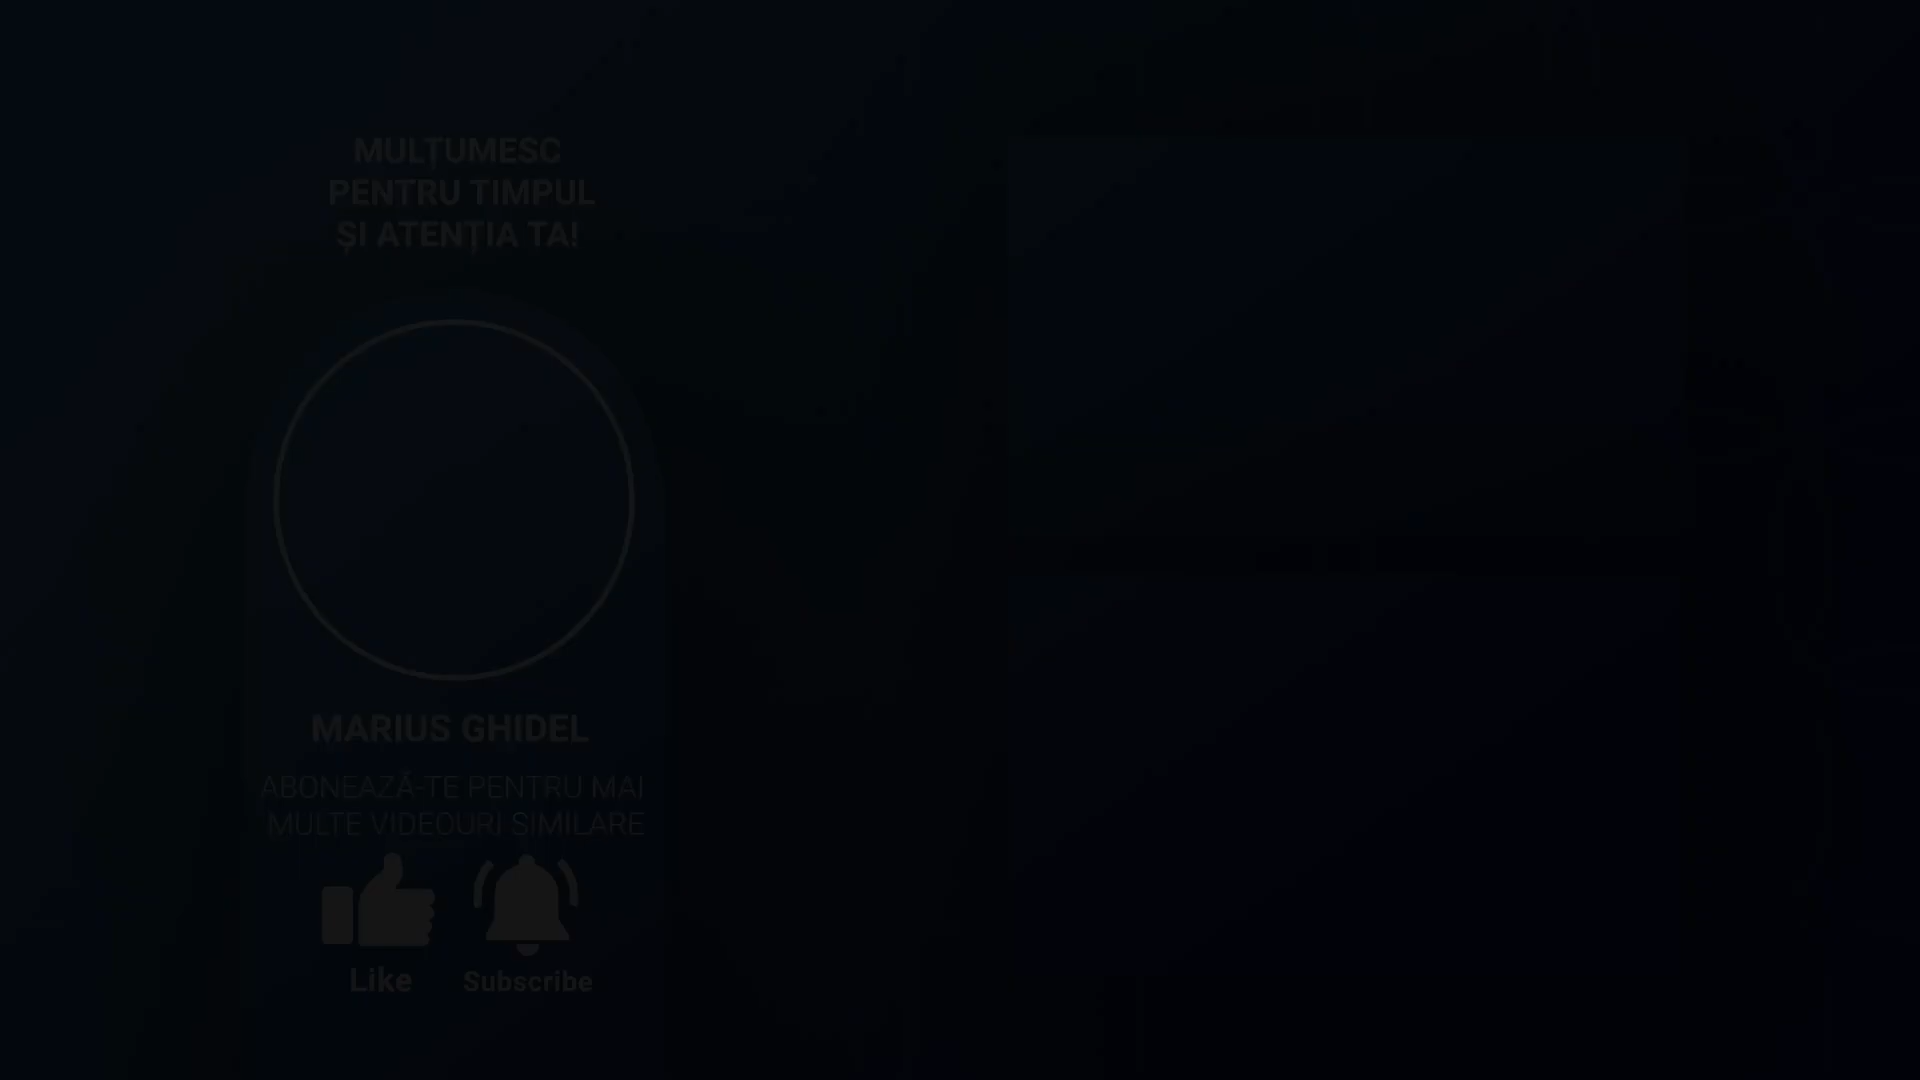 MULȚUMESC
PENTRU TIMPUL
ȘI ATENȚIA TA!
MARIUS GHIDEL
ABONEAZĂ-TE PENTRU MAI
MULTE VIDEOURI SIMILARE
Like
Subscribe